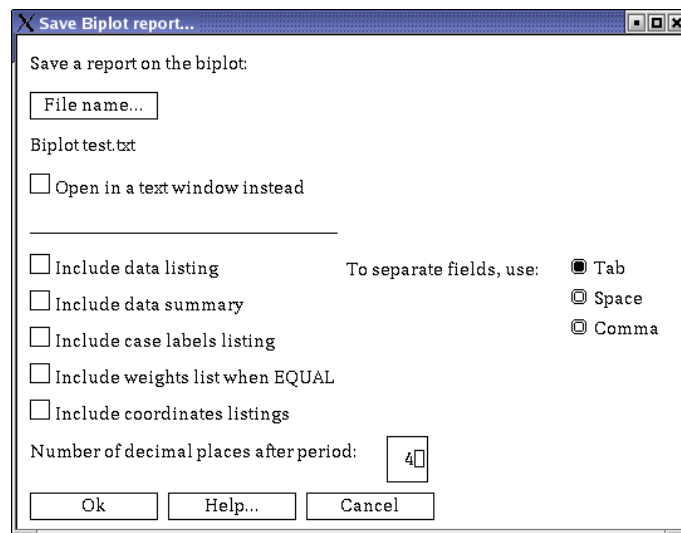 Save Biplot report...
Save a report on the biplot:
File name...
Biplot test.txt
Open in a text window instead
Include data listing
To separate fields, use:
Tab
Include data summary
Space
Include case labels listing
Comma
Include weights list when EQUAL
Include coordinates listings
Number of decimal places after period:
4
Ok
Help...
Cancel